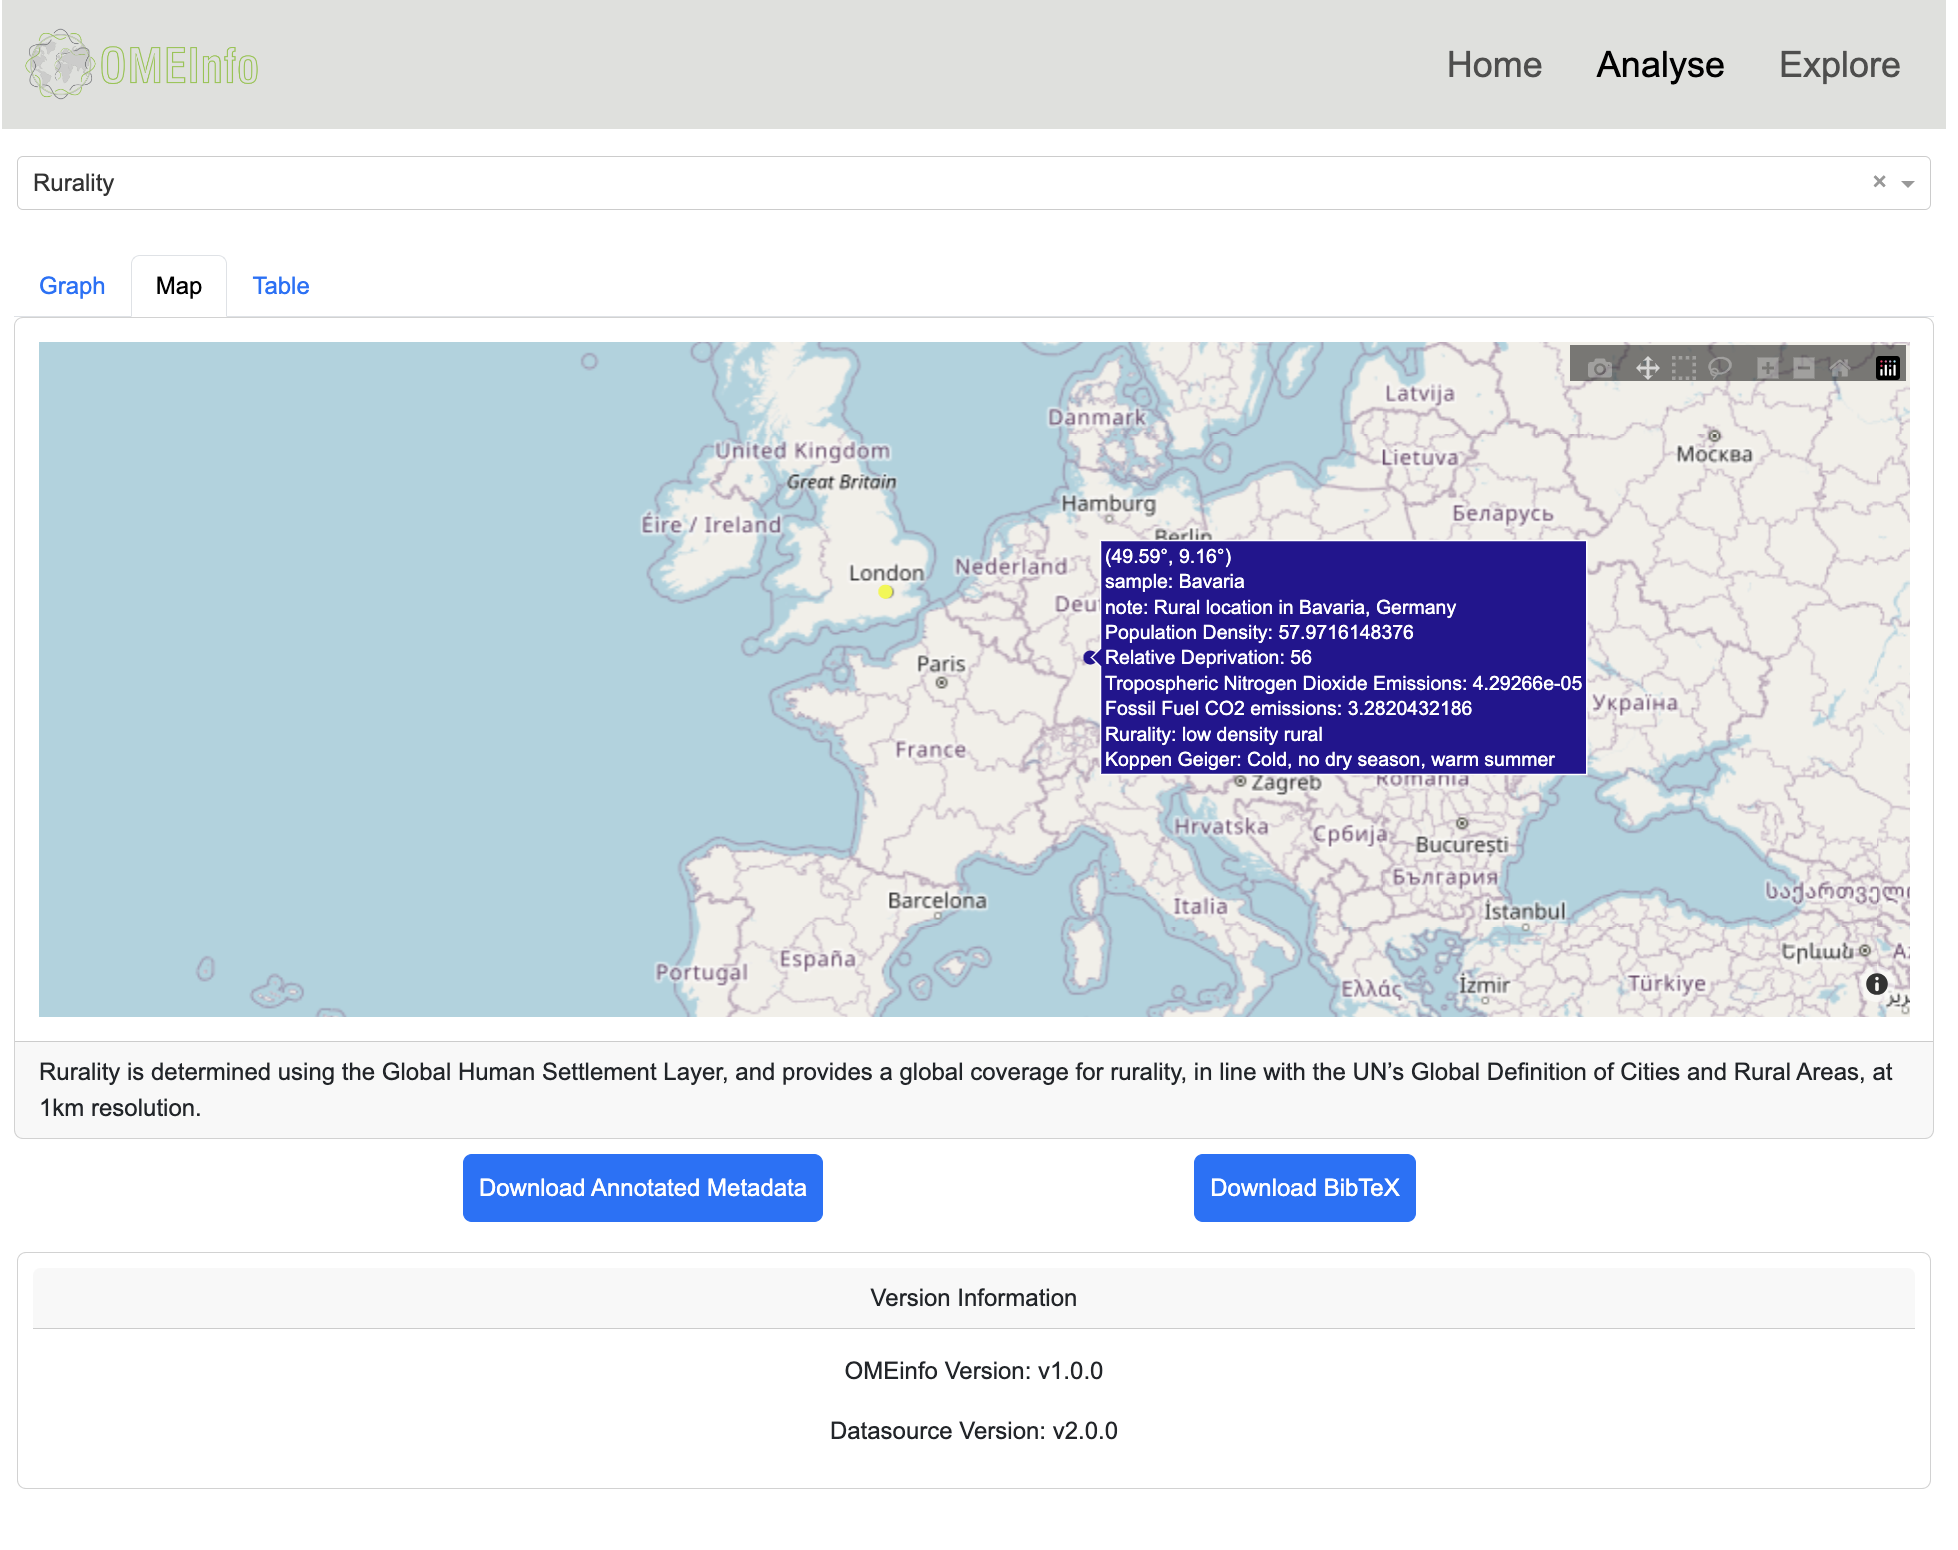 OMEInfo
Home Analyse Explore
Rurality
Graph Map Table
Latvija
Danmark
Москва
United Kingdom
Lietuva
Great Britain
Hamburg
Беларусь
Éire / Ireland
Berlin
(49.59°, 9.16°)
Nederland
London
sample: Bavaria
note: Rural location in Bavaria, Germany
Deu
Population Density: 57.9716148376
Relative Deprivation: 56
Paris
Tropospheric Nitrogen Dioxide Emissions: 4.29266e-05
Україна
Fossil Fuel CO2 emissions: 3.2820432186
Rurality: low density rural
France
Koppen Geiger: Cold, no dry season, warm summer
Zagreb
România
Hrvatska
Србија
București
България
საქართველ
Barcelona
Italia
İstanbul
Երևան
España
Portugal
Ελλάς
İzmir
Türkiye
Rurality is determined using the Global Human Settlement Layer, and provides a global coverage for rurality, in line with the UN’s Global Definition of Cities and Rural Areas, at
1km resolution.
Download Annotated Metadata Download BibTeX
Version Information
OMEinfo Version: v1.0.0
Datasource Version: v2.0.0